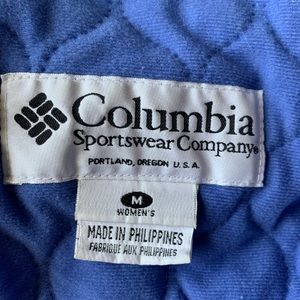 Columbia
Sportswear Company®
PORTLAND, OREGON U.S.A.
M
WOMEN'S
MADE IN PHILIPPINES
FABRIQUE AUX PHILIPPINES